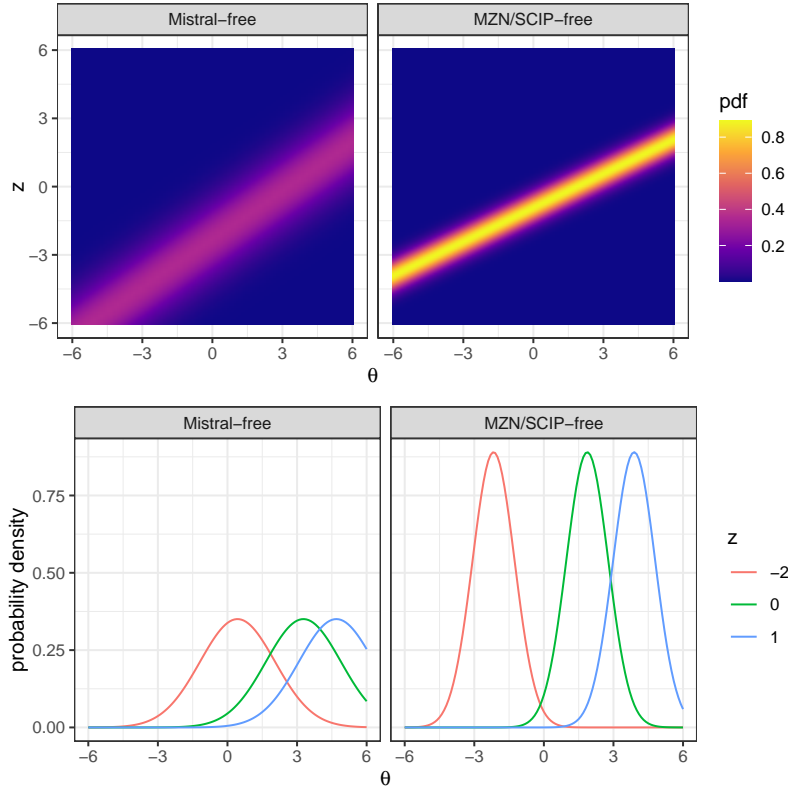 Mistral−free MZN/SCIP−free
6
3
0
−3
−6
z
−6 −3 0 3 6 −6 −3 0 3 6
θ
pdf
0.8
0.6
0.4
0.2
Mistral−free MZN/SCIP−free
0.75
0.50
0.25
0.00
probability density
−6 −3 0 3 6 −6 −3 0 3 6
θ
z
−2
0
1